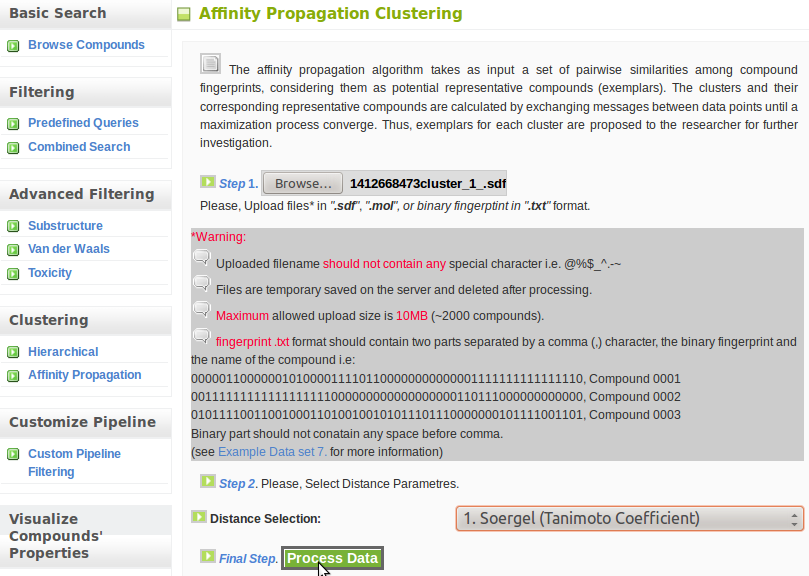 Basic Search
Browse Compounds
Filtering
Predefined Queries
Combined Search
Advanced Filtering
Substructure
Van der Waals
Toxicity
Clustering
Hierarchical
Affinity Propagation
Customize Pipeline
Custom Pipeline
Filtering
Visualize
Compounds'
Properties
Affinity Propagation Clustering
The affinity propagation algorithm takes as input a set of pairwise similarities among compound
fingerprints, considering them as potential representative compounds (exemplars). The clusters and their
corresponding representative compounds are calculated by exchanging messages between data points until a
maximization process converge. Thus, exemplars for each cluster are proposed to the researcher for further
investigation.
Step 1. Browse... 1412668473cluster_1_.sdf
Please, Upload files* in ".sdf", ".mol", or binary fingerptint in ".txt" format.
*Warning:
Uploaded filename should not contain any special character i.e. @%$_^.-~
Files are temporary saved on the server and deleted after processing.
Maximum allowed upload size is 10MB (~2000 compounds).
fingerprint .txt format should contain two parts separated by a comma (,) character, the binary fingerprint and
the name of the compound i.e:
000001100000010100001111011000000000000011111111111111110, Compound 0001
001111111111111111111000000000000000000110111000000000000, Compound 0002
010111100110010001101001001010111011100000001011110011​01, Compound 0003
Binary part should not conatain any space before comma.
(see Example Data set 7. for more information)
Step 2. Please, Select Distance Parametres.
Distance Selection:
1. Soergel (Tanimoto Coefficient)
Final Step. Process Data